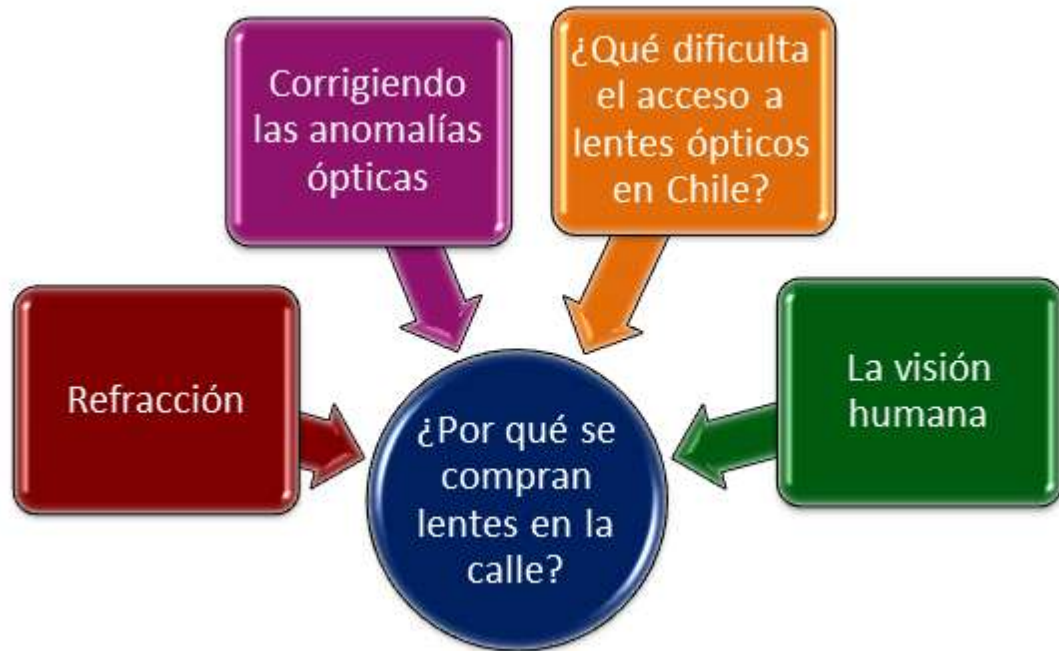 Corrigiendo
las anomalías
ópticas
¿Qué dificulta
el acceso a
lentes ópticos
en Chile?
Refracción
La visión
humana
¿Por qué se
compran
lentes en la
calle?